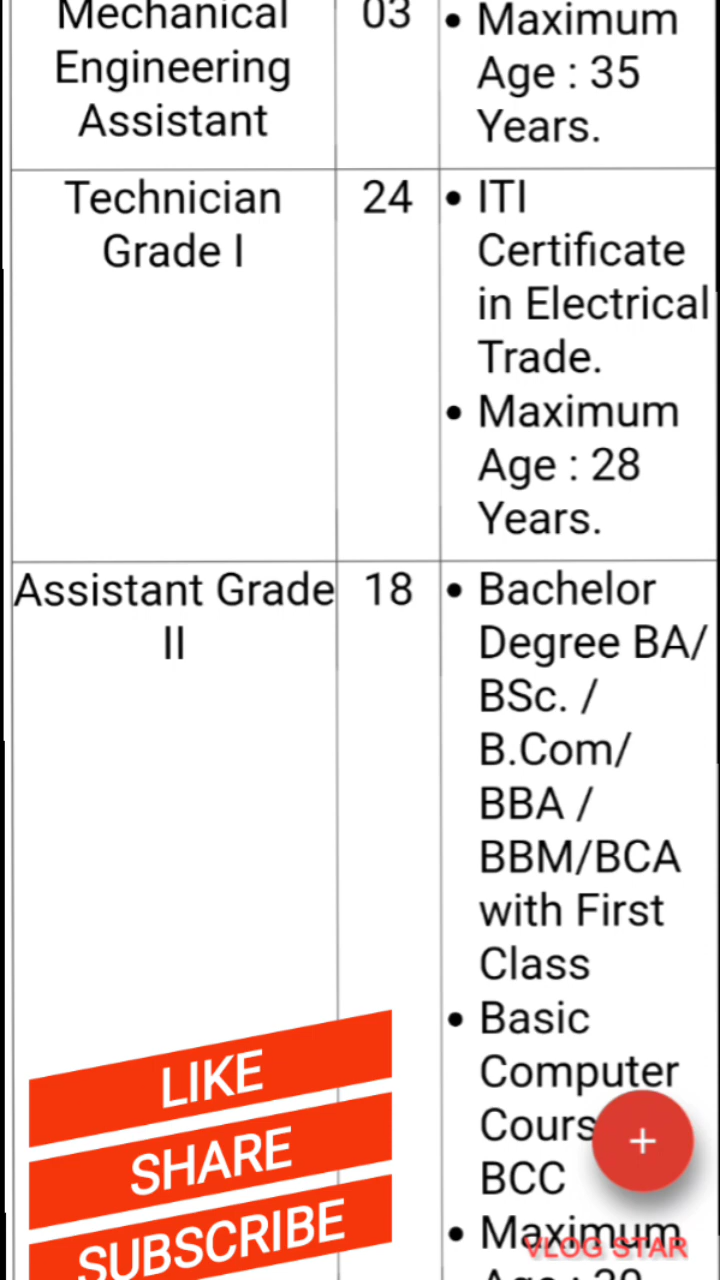 Mechanical
Engineering
Assistant
03
• Maximum
Age : 35
Years.
Technician
Grade I
24
• ITI
Certificate
in Electrical
Trade.
• Maximum
Age : 28
Years.
Assistant Grade
II
18
• Bachelor
Degree BA/
BSc. /
B.Com/
BBA /
BBM/BCA
with First
Class
• Basic
Computer
Cours
BCC
• Maximum
Age :
LIKE
SHARE
SUBSCRIBE
+
VLOG STAR